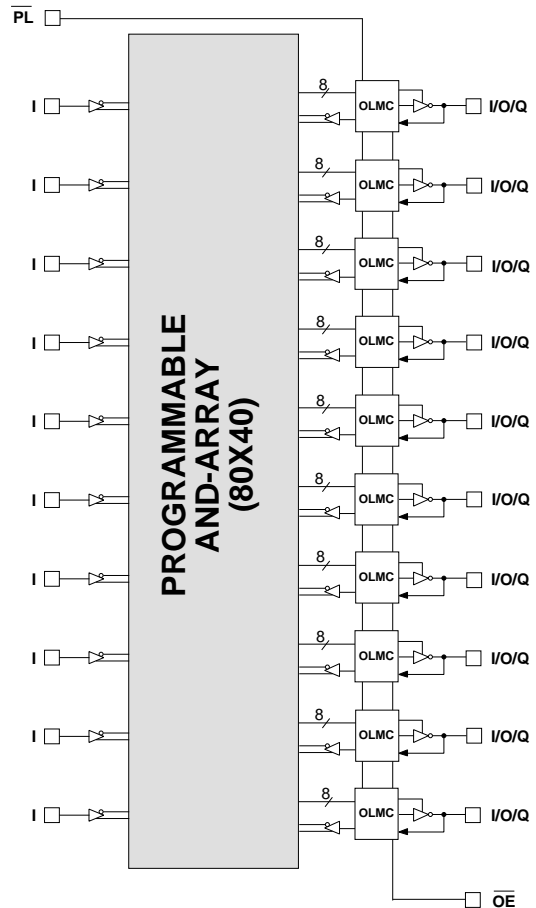 PL
I 8 OLMC I/O/Q
I 8 OLMC I/O/Q
I 8 OLMC I/O/Q
I 8 OLMC I/O/Q
I 8 OLMC I/O/Q
I 8 OLMC I/O/Q
I 8 OLMC I/O/Q
I 8 OLMC I/O/Q
I 8 OLMC I/O/Q
I 8 OLMC I/O/Q
PROGRAMMABLE
AND-ARRAY
(80X40)
OE